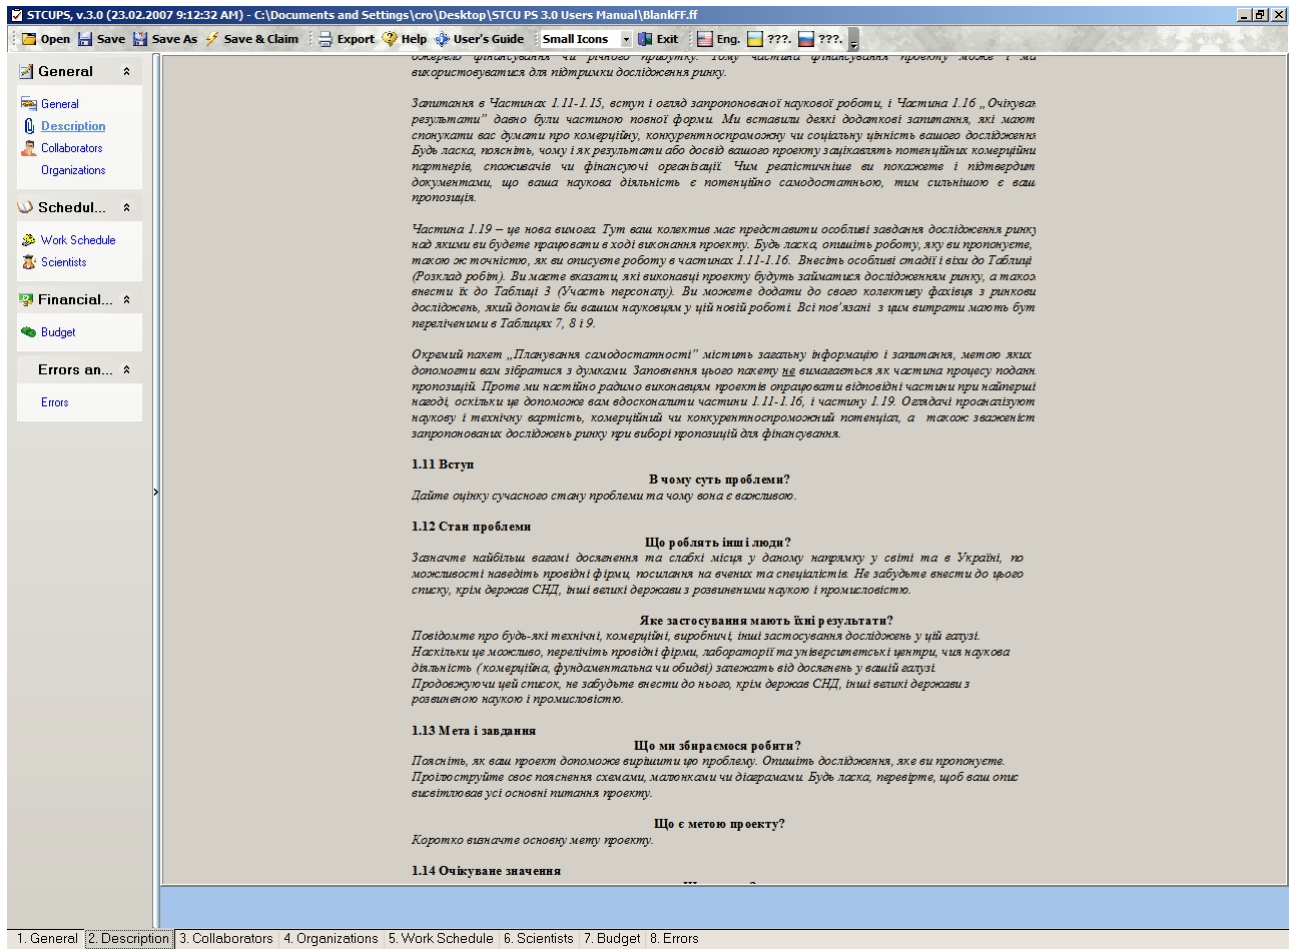 STCUPS, v.3.0 (23.02.2007 9:12:32 AM) - C:\Documents and Settings\cro\Desktop\STCU PS 3.0 Users Manual\BlankFF.ff
Open Save Save As Save & Claim Export Help User's Guide Small Icons Exit Eng. ???. ???.
General
General
Description
Collaborators
Organizations
Schedul...
Work Schedule
Scientists
Financial...
Budget
Errors an...
Errors
джерело фінансування чи річного прибутку. Тому частина фінансування проекту може і ма
використовуватися для підтримки дослідження ринку.
Запитання в Частинах 1.11-1.15, вступ і огляд запропонованої наукової роботи, і Частина 1.16 „Очікуван
результати” давно були частиною повної форми. Ми вставили деякі додаткові запитання, які мают
спонукати вас думати про комерційну, конкурентноспроможну чи соціальну цінність вашого дослідження
Будь ласка, поясніть, чому і як результати або досвід вашого проекту зацікавлять потенційних комерційни
партнерів, споживачів чи фінансуючі організації. Чим реалістичніше ви покажете і підтвердит
документами, що ваша наукова діяльність є потенційно самодостатньою, тим сильнішою є ваш
пропозиція.
Частина 1.19 – це нова вимога. Тут ваш колектив має представити особливі завдання дослідження ринку
над якими ви будете працювати в ході виконання проекту. Будь ласка, опишіть роботу, яку ви пропонуєте,
такою ж точністю, як ви описуєте роботу в частинах 1.11-1.16. Внесіть особливі стадії і віхи до Таблиці
(Розклад робіт). Ви маєте вказати, які виконавці проекту будуть займатися дослідженням ринку, а також
внести їх до Таблиці 3 (Участь персоналу). Ви можете додати до свого колективу фахівця з ринкови
досліджень, який допоміг би вашим науковцям у цій новій роботі. Всі пов'язані з цим витрати мають бут
переліченими в Таблицях 7, 8 і 9.
Окремий пакет „Планування самодостатності” містить загальну інформацію і запитання, метою яких
допомогти вам зібратися з думками. Заповнення цього пакету не вимагається як частина процесу поданн
пропозицій. Проте ми настійно радимо виконавцям проектів опрацювати відповідні частини при найперші
нагоді, оскільки це допоможе вам вдосконалити частини 1.11-1.16, і частину 1.19. Оглядачі проаналізуют
наукову і технічну вартість, комерційний чи конкурентноспроможний потенціал, а також зваженіст
запропонованих досліджень ринку при виборі пропозицій для фінансування.
1.11 Вступ
В чому суть проблеми?
Дайте оцінку сучасного стану проблеми та чому вона є важливою.
1.12 Стан проблеми
Що роблять інші люди?
Зазначте найбільш вагомі досягнення та слабкі місця у даному напрямку у світі та в Україні, по
можливості наведіть провідні фірми, посилання на вчених та спеціалістів. Не забудьте внести до цього
списку, крім держав СНД, інші великі держави з розвиненими наукою і промисловістю.
Яке застосування мають їхні результати?
Повідомте про будь-які технічні, комерційні, виробничі, інші застосування досліджень у цій галузі.
Наскільки це можливо, перелічіть провідні фірми, лабораторії та університетські центри, чия наукова
діяльність (комерційна, фундаментальна чи обидві) залежать від досягнень у вашій галузі.
Продовжуючи цей список, не забудьте внести до нього, крім держав СНД, інші великі держави з
розвиненою наукою і промисловістю.
1.13 Мета і завдання
Що ми збираємося робити?
Поясніть, як ваш проект допоможе вирішити цю проблему. Опишіть дослідження, яке ви пропонуєте.
Проілюструйте своє пояснення схемами, малюнками чи діаграмами. Будь ласка, перевірте, щоб ваш опис
висвітлював усі основні питання проекту.
Що є метою проекту?
Коротко визначте основну мету проекту.
1.14 Очікуване значення
1. General 2. Description 3. Collaborators 4. Organizations 5. Work Schedule 6. Scientists 7. Budget 8. Errors